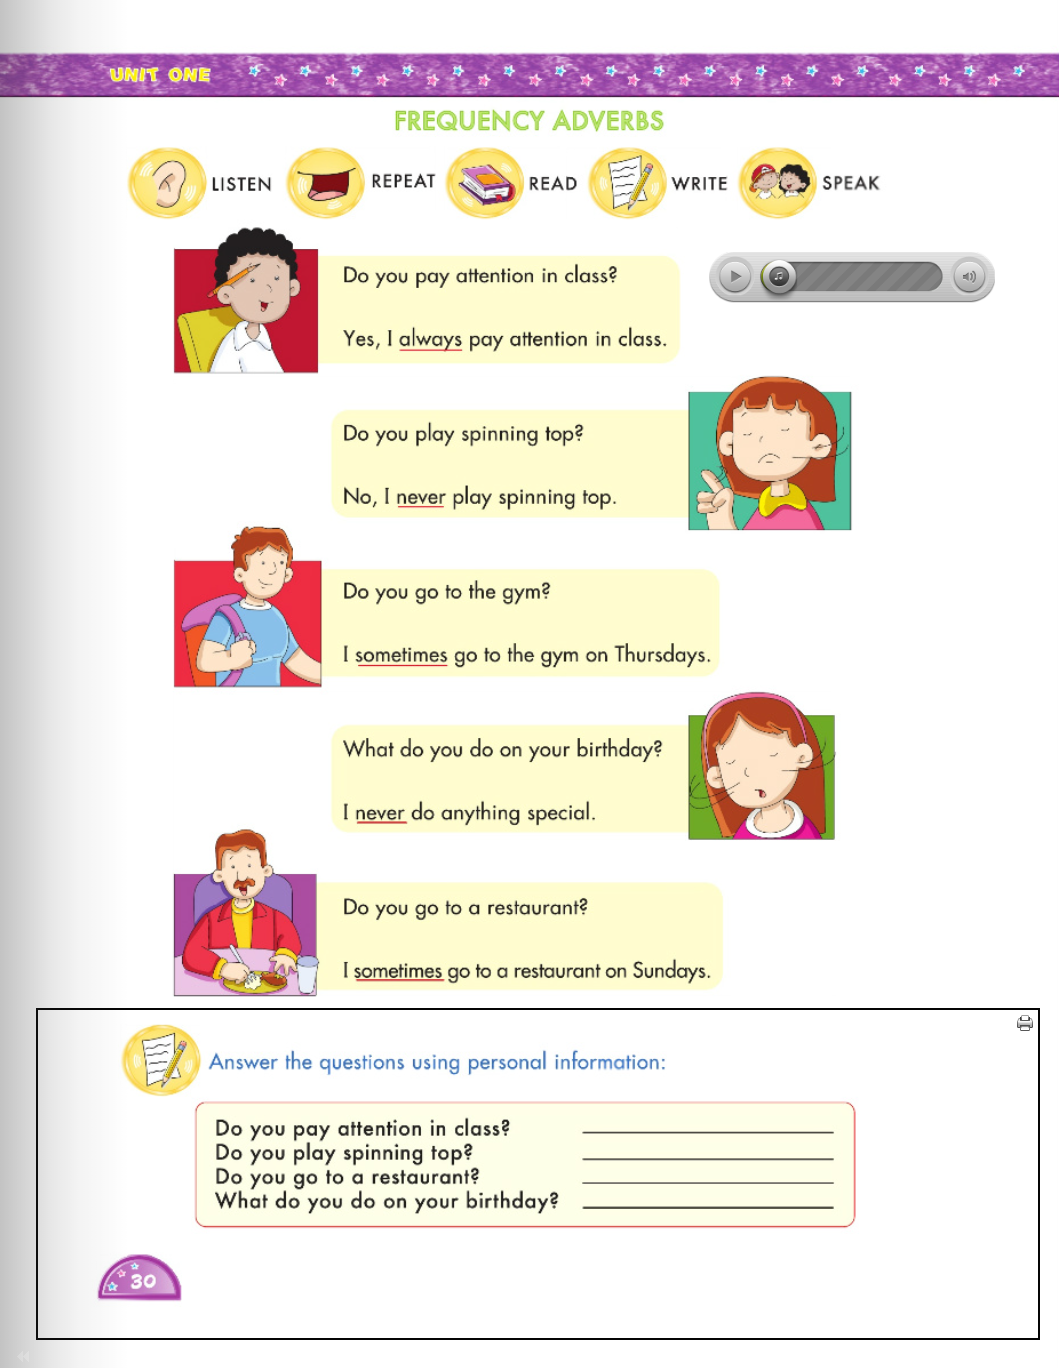 UNIT ONE
FREQUENCY ADVERBS
LISTEN REPEAT READ WRITE SPEAK
Do you pay attention in class?
Yes, I always pay attention in class.
Do you play spinning top?
No, I never play spinning top.
Do you go to the gym?
I sometimes go to the gym on Thursdays.
What do you do on your birthday?
I never do anything special.
Do you go to a restaurant?
I sometimes go to a restaurant on Sundays.
Answer the questions using personal information:
Do you pay attention in class?
Do you play spinning top?
Do you go to a restaurant?
What do you do on your birthday?
30